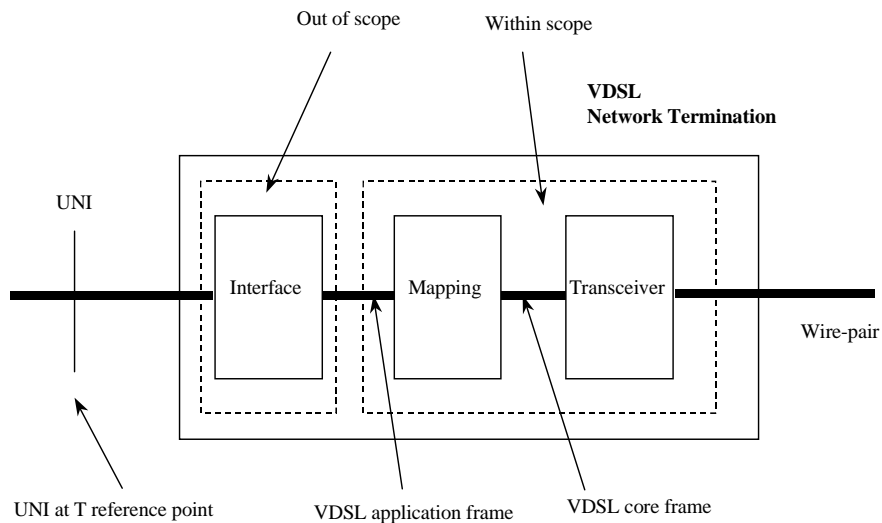 Out of scope
Within scope
VDSL
Network Termination
UNI
Interface
Mapping
Transceiver
Wire-pair
UNI at T reference point
VDSL application frame
VDSL core frame